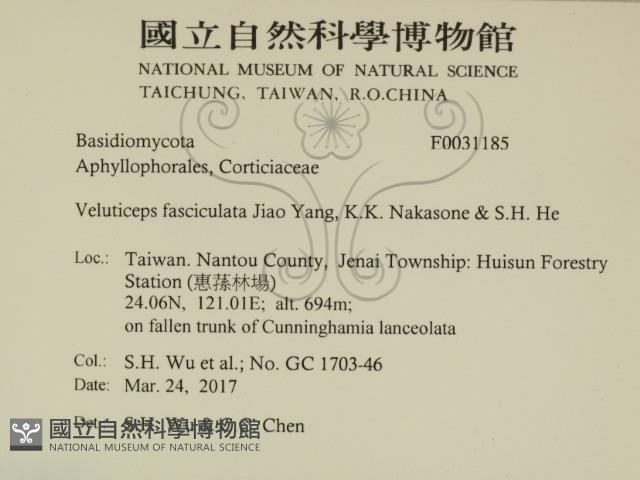 國立自然科學博物館
NATIONAL MUSEUM OF NATURAL SCIENCE
TAICHUNG, TAIWAN, R.O.CHINA
Basidiomycota F0031185
Aphyllophorales, Corticiaceae
Veluticeps fasciculata Jiao Yang, K.K. Nakasone & S.H. He
Loc.: Taiwan. Nantou County, Jenai Township: Huisun Forestry
Station (惠蓀林場)
24.06N, 121.01E; alt. 694m;
on fallen trunk of Cunninghamia lanceolata
Col.: S.H. Wu et al.; No. GC 1703-46
Date: Mar. 24, 2017
Det.: S.H. Wu & Chen
國立自然科學博物館
NATIONAL MUSEUM OF NATURAL SCIENCE